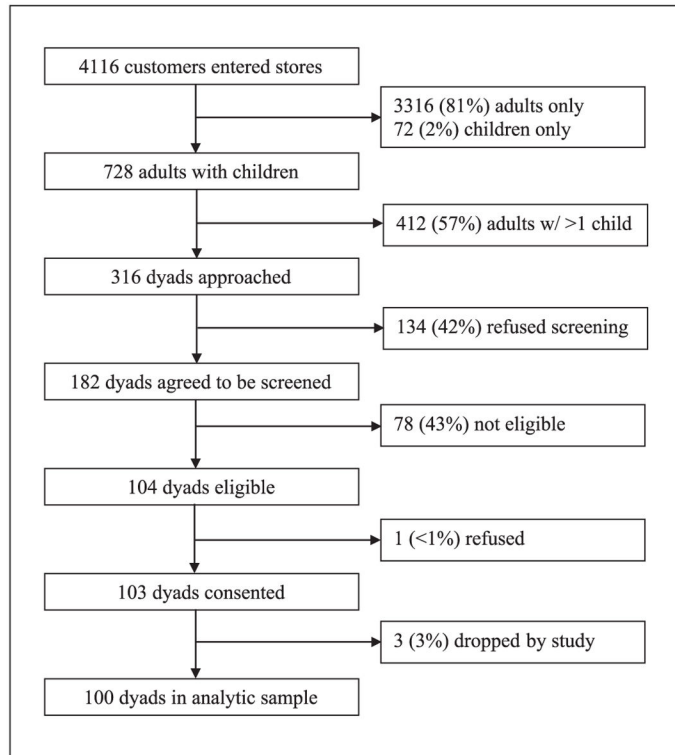 4116 customers entered stores
3316 (81%) adults only
72 (2%) children only
728 adults with children
412 (57%) adults w/ >1 child
316 dyads approached
134 (42%) refused screening
182 dyads agreed to be screened
78 (43%) not eligible
104 dyads eligible
1 (<1%) refused
103 dyads consented
3 (3%) dropped by study
100 dyads in analytic sample